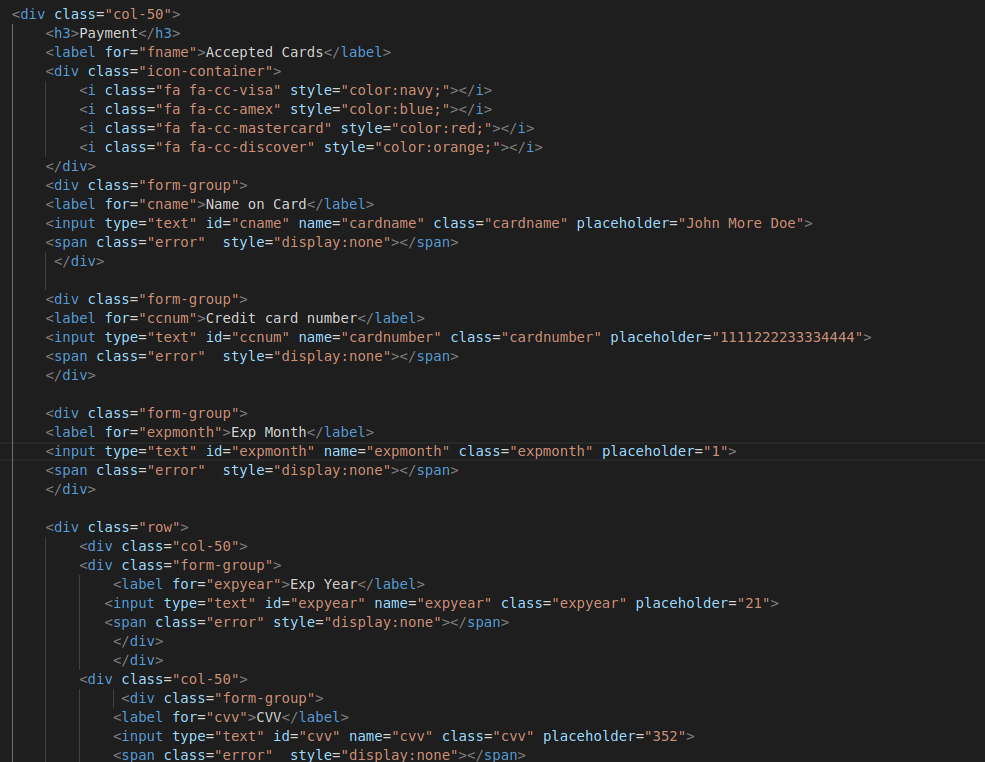 <div class="col-50">
    <h3>Payment</h3>
    <label for="fname">Accepted Cards</label>
    <div class="icon-container">
        <i class="fa fa-cc-visa" style="color:navy;"></i>
        <i class="fa fa-cc-amex" style="color:blue;"></i>
        <i class="fa fa-cc-mastercard" style="color:red;"></i>
        <i class="fa fa-cc-discover" style="color:orange;"></i>
    </div>
    <div class="form-group">
    <label for="cname">Name on Card</label>
    <input type="text" id="cname" name="cardname" class="cardname" placeholder="John More Doe">
    <span class="error"  style="display:none"></span>
     </div>

    <div class="form-group">
    <label for="ccnum">Credit card number</label>
    <input type="text" id="ccnum" name="cardnumber" class="cardnumber" placeholder="1111222233334444">
    <span class="error"  style="display:none"></span>
    </div>

    <div class="form-group">
    <label for="expmonth">Exp Month</label>
    <input type="text" id="expmonth" name="expmonth" class="expmonth" placeholder="1">
    <span class="error"  style="display:none"></span>
    </div>

    <div class="row">
        <div class="col-50">
        <div class="form-group">
            <label for="expyear">Exp Year</label>
           <input type="text" id="expyear" name="expyear" class="expyear" placeholder="21">
           <span class="error" style="display:none"></span>
            </div>
            </div>
        <div class="col-50">
             <div class="form-group">
            <label for="cvv">CVV</label>
            <input type="text" id="cvv" name="cvv" class="cvv" placeholder="352">
            <span class="error"  style="display:none"></span>